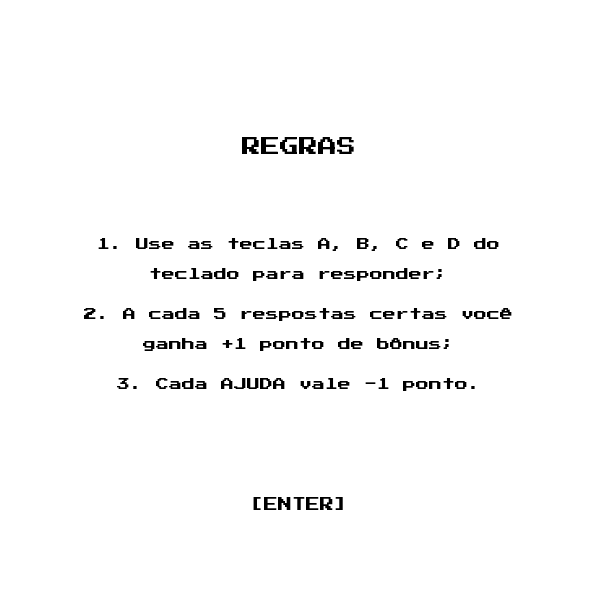 REGRAS
1. Use as teclas A, B, C e D do
teclado para responder;
2. A cada 5 respostas certas você
ganha +1 ponto de bônus;
3. Cada AJUDA vale -1 ponto.
[ENTER]